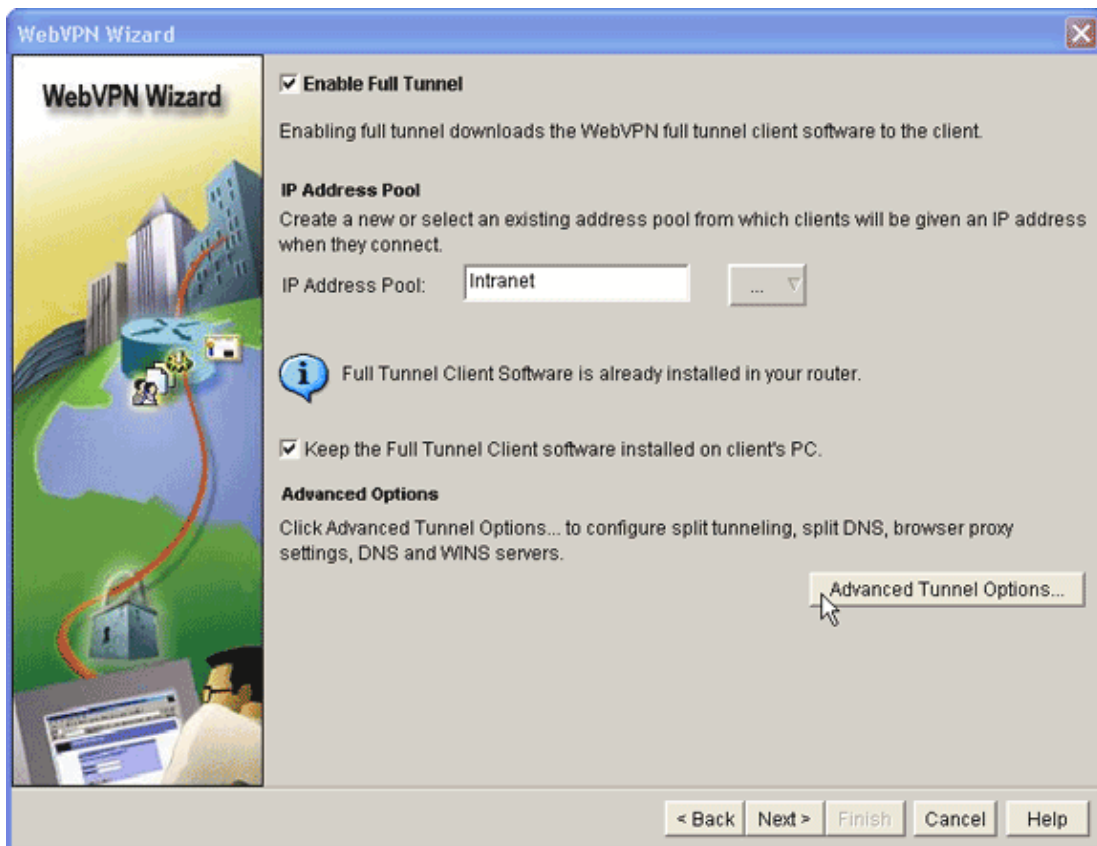 WebVPN Wizard
WebVPN Wizard
Enable Full Tunnel
Enabling full tunnel downloads the WebVPN full tunnel client software to the client.
IP Address Pool
Create a new or select an existing address pool from which clients will be given an IP address
when they connect.
IP Address Pool:
Intranet
...
Full Tunnel Client Software is already installed in your router.
Keep the Full Tunnel Client software installed on client's PC.
Advanced Options
Click Advanced Tunnel Options... to configure split tunneling, split DNS, browser proxy
settings, DNS and WINS servers.
Advanced Tunnel Options...
< Back
Next >
Finish
Cancel
Help